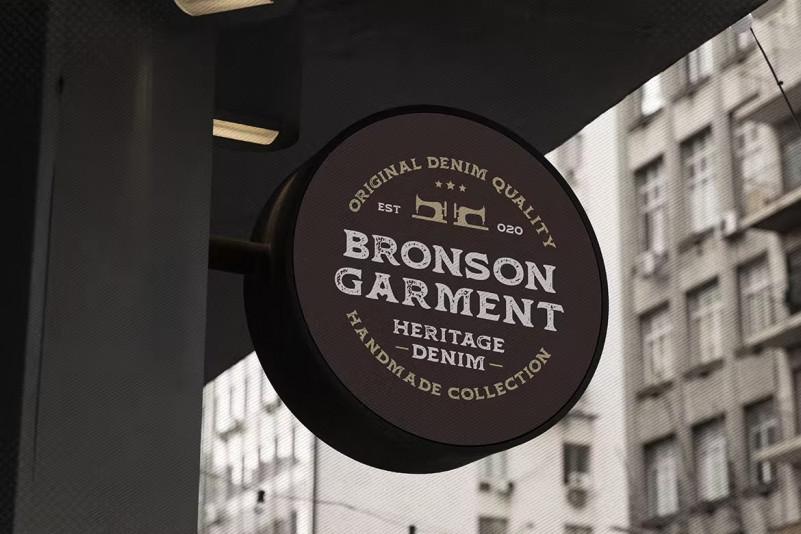 ORIGINAL DENIM QUALITY
EST 020
BRONSON
GARMENT
HERITAGE
DENIM
HANDMADE COLLECTION